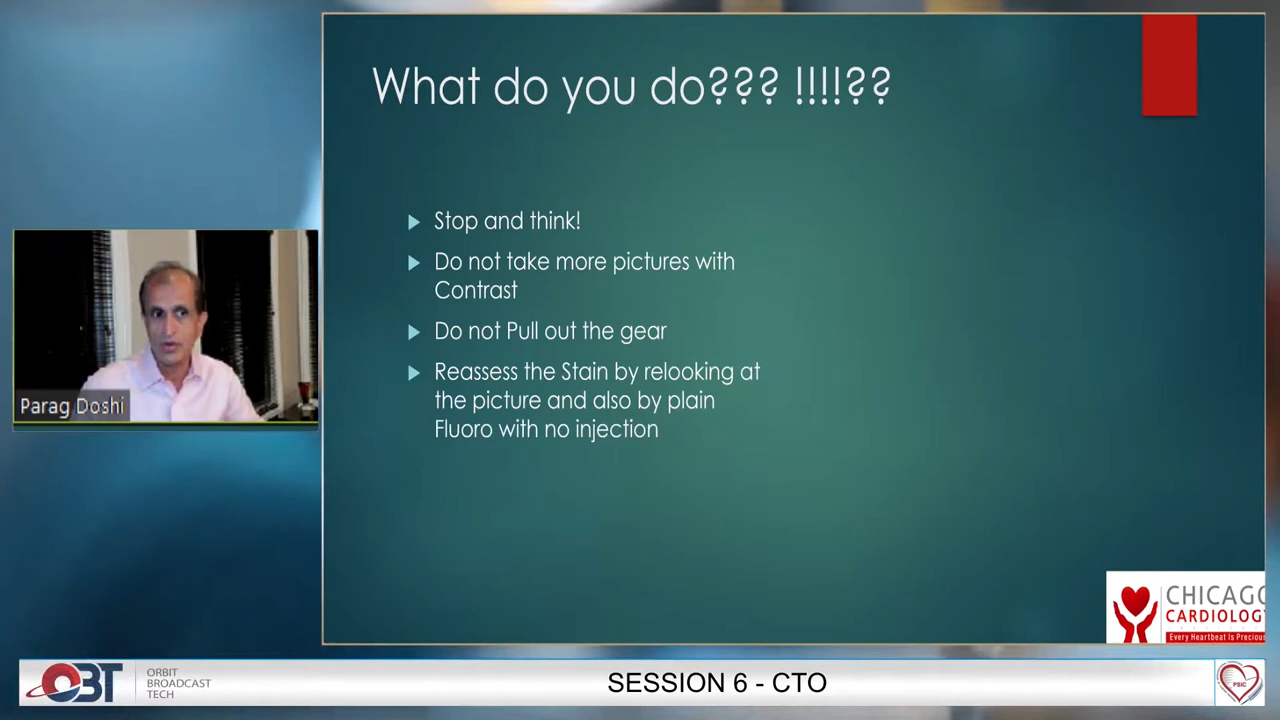 What do you do??? !!!!??
Stop and think!
Do not take more pictures with
Contrast
Do not Pull out the gear
Reassess the Stain by relooking at
the picture and also by plain
Fluoro with no injection
Parag Doshi
CHICAGO
CARDIOLOGY
Every Heartbeat Is Precious
OBT
ORBIT
BROADCAST
TECH
SESSION 6 - CTO
PSIC